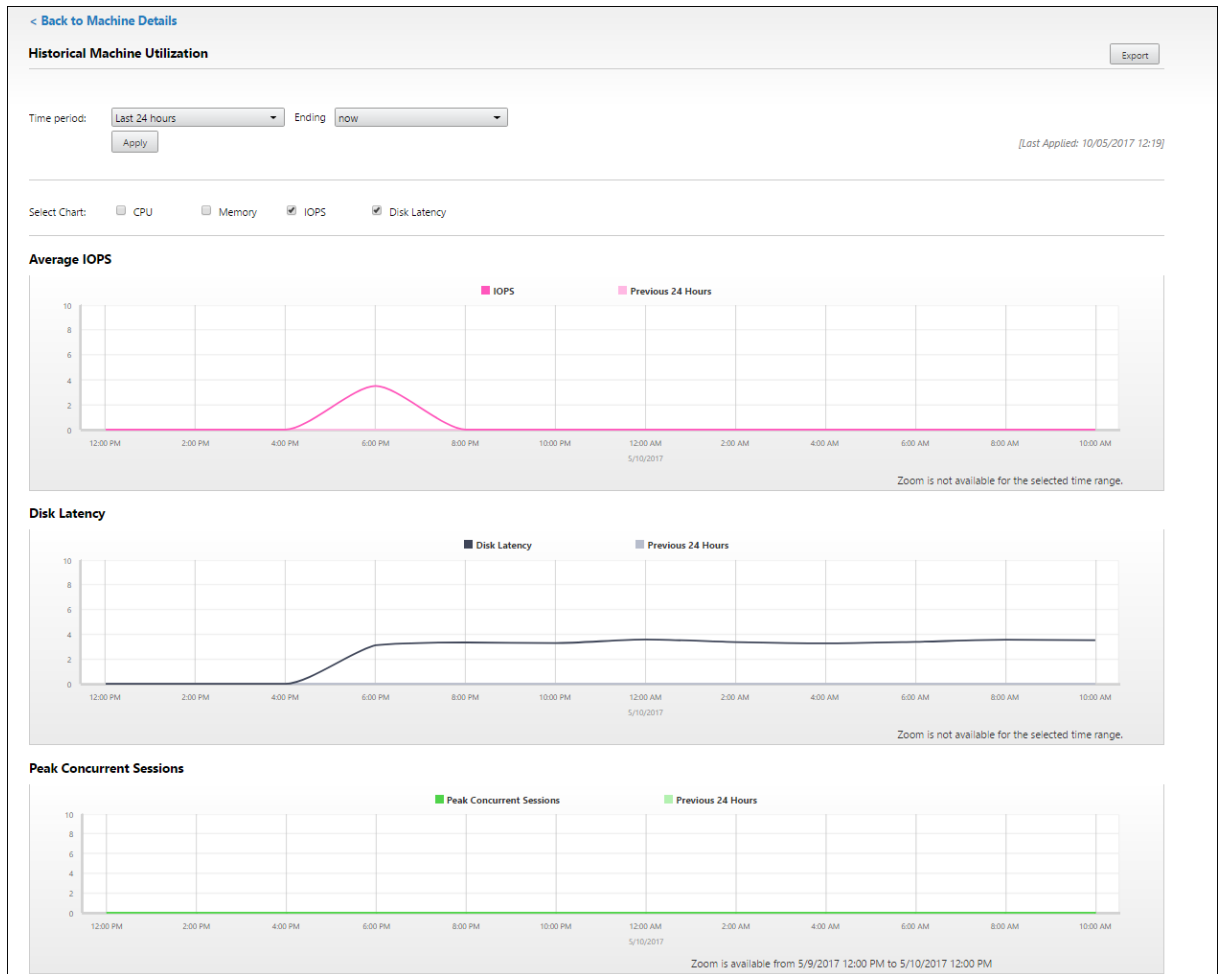 < Back to Machine Details
Historical Machine Utilization
Export
Time period: Last 24 hours Ending now
Apply
[Last Applied: 10/05/2017 12:19]
Select Chart: CPU Memory IOPS Disk Latency
Average IOPS
IOPS Previous 24 Hours
10
8
6
4
2
0
12:00 PM 2:00 PM 4:00 PM 6:00 PM 8:00 PM 10:00 PM 12:00 AM 2:00 AM 4:00 AM 6:00 AM 8:00 AM 10:00 AM
5/10/2017
Zoom is not available for the selected time range.
Disk Latency
Disk Latency Previous 24 Hours
10
8
6
4
2
0
12:00 PM 2:00 PM 4:00 PM 6:00 PM 8:00 PM 10:00 PM 12:00 AM 2:00 AM 4:00 AM 6:00 AM 8:00 AM 10:00 AM
5/10/2017
Zoom is not available for the selected time range.
Peak Concurrent Sessions
Peak Concurrent Sessions Previous 24 Hours
10
8
6
4
2
0
12:00 PM 2:00 PM 4:00 PM 6:00 PM 8:00 PM 10:00 PM 12:00 AM 2:00 AM 4:00 AM 6:00 AM 8:00 AM 10:00 AM
5/10/2017
Zoom is available from 5/9/2017 12:00 PM to 5/10/2017 12:00 PM